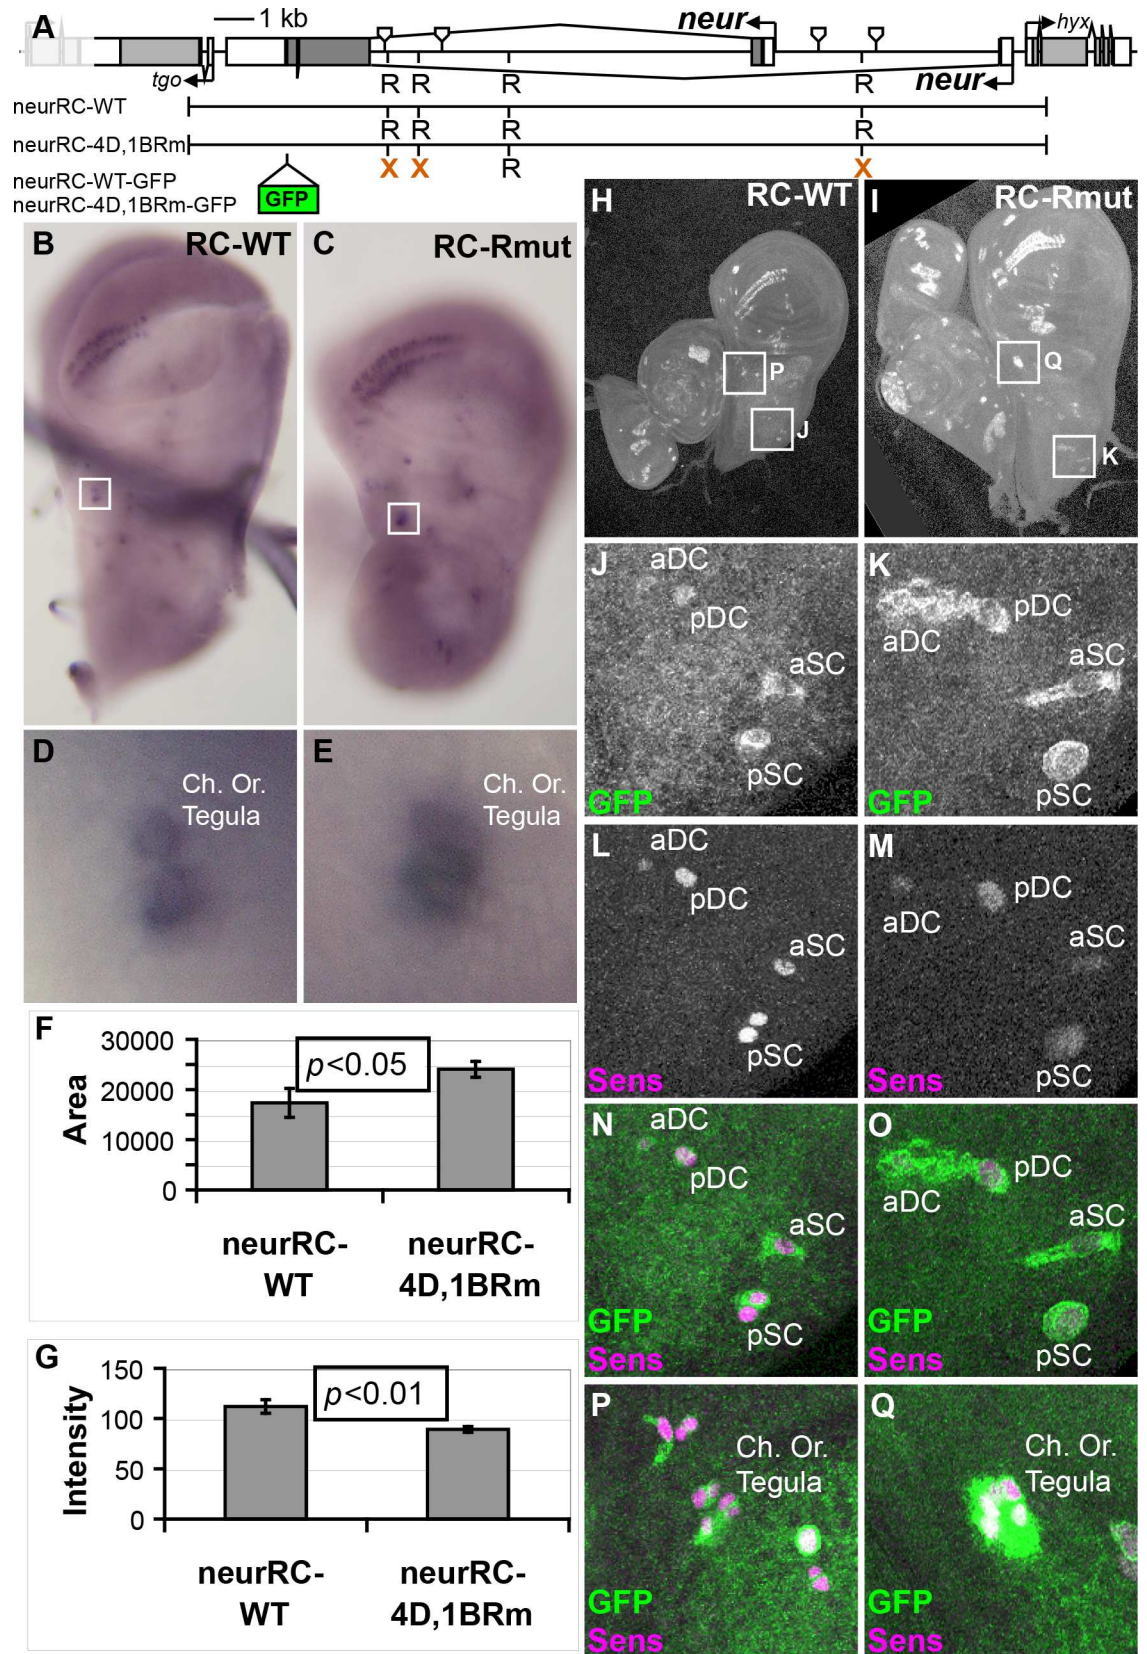 A
1 kb
neur
hyx
tgo
neur
R R R R
neurRC-WT
R R R R
neurRC-4D,1BRm
X X R X
neurRC-WT-GFP
neurRC-4D,1BRm-GFP
GFP
B
RC-WT
C
RC-Rmut
D
Ch. Or.
Tegula
E
Ch. Or.
Tegula
F
Area
30000
20000
10000
0
p<0.05
neurRC-
WT
neurRC-
4D,1BRm
G
Intensity
150
100
50
0
p<0.01
neurRC-
WT
neurRC-
4D,1BRm
H
RC-WT
P
J
I
RC-Rmut
Q
K
J
aDC
pDC
aSC
pSC
GFP
K
pDC
aDC
aSC
pSC
GFP
L
aDC
pDC
aSC
pSC
Sens
M
pDC
aDC
aSC
pSC
Sens
N
aDC
pDC
aSC
pSC
GFP
Sens
O
pDC
aDC
aSC
pSC
GFP
Sens
P
Ch. Or.
Tegula
GFP
Sens
Q
Ch. Or.
Tegula
GFP
Sens